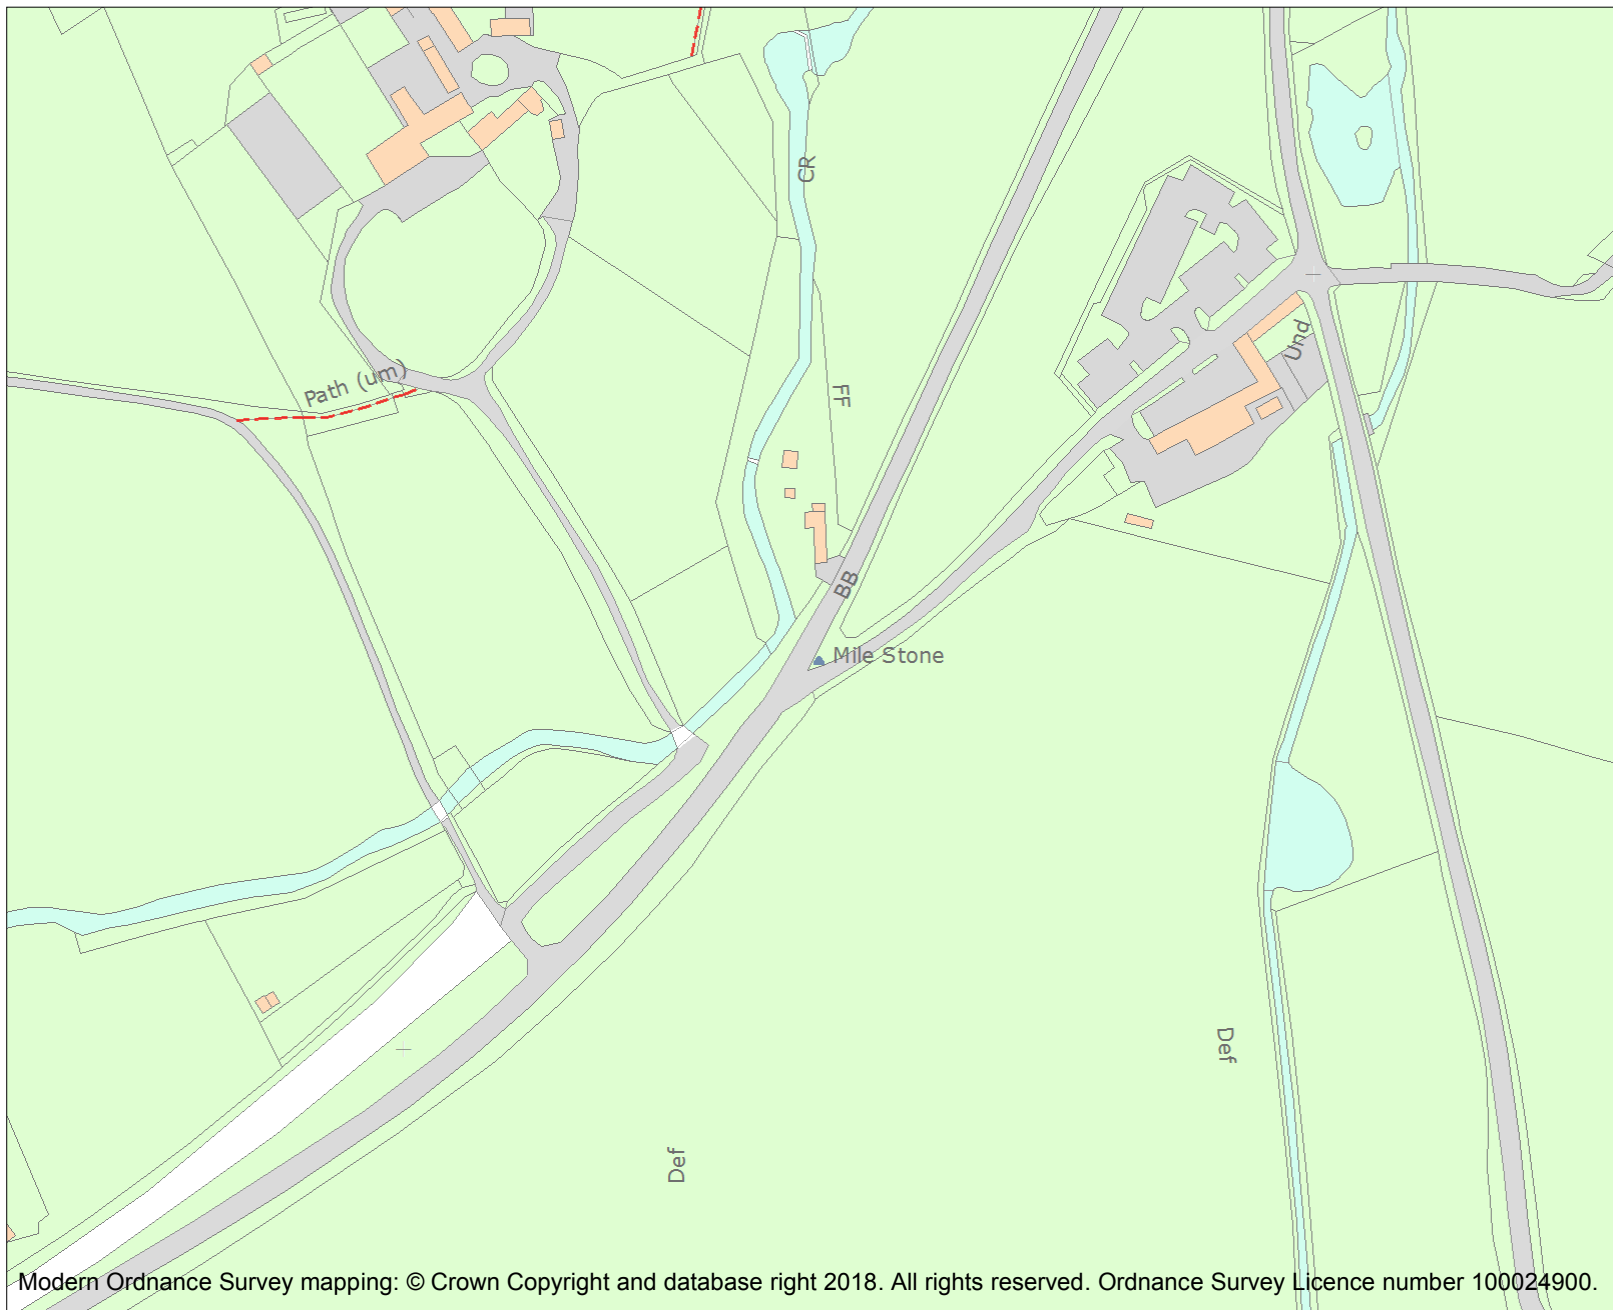 CR
Und
Path (um)
FF
BB
Mile Stone
Def
Def
Modern Ordnance Survey mapping: © Crown Copyright and database right 2018. All rights reserved. Ordnance Survey Licence number 100024900.